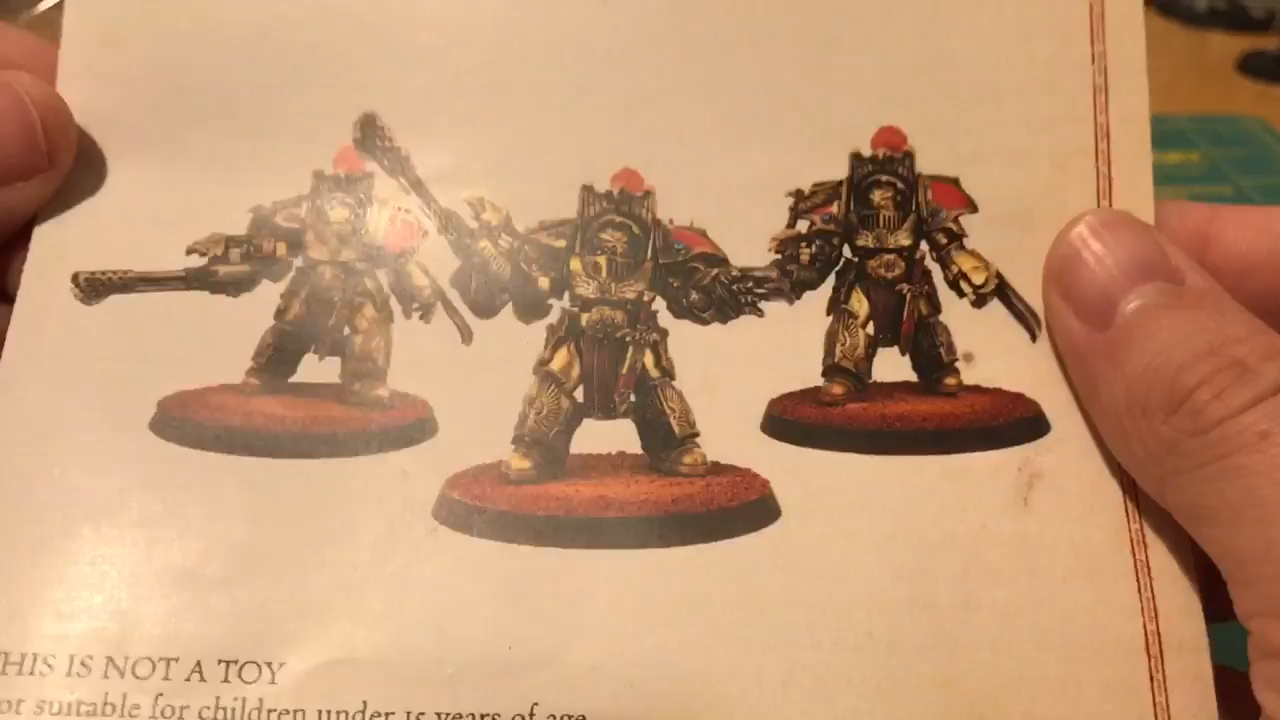 HIS IS NOT A TOY
ot suitable for children under 15 years of age